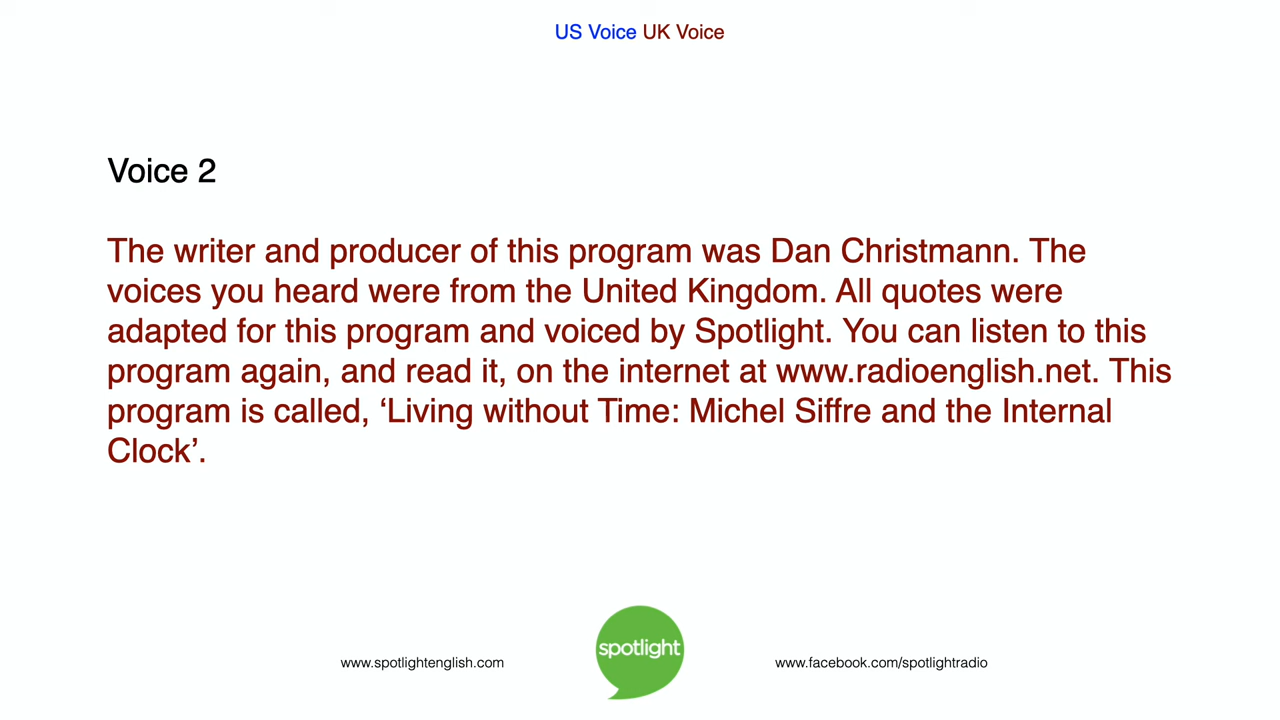 US Voice UK Voice
Voice 2
The writer and producer of this program was Dan Christmann. The
voices you heard were from the United Kingdom. All quotes were
adapted for this program and voiced by Spotlight. You can listen to this
program again, and read it, on the internet at www.radioenglish.net. This
program is called, ‘Living without Time: Michel Siffre and the Internal
Clock’.
www.spotlightenglish.com
spotlight
www.facebook.com/spotlightradio